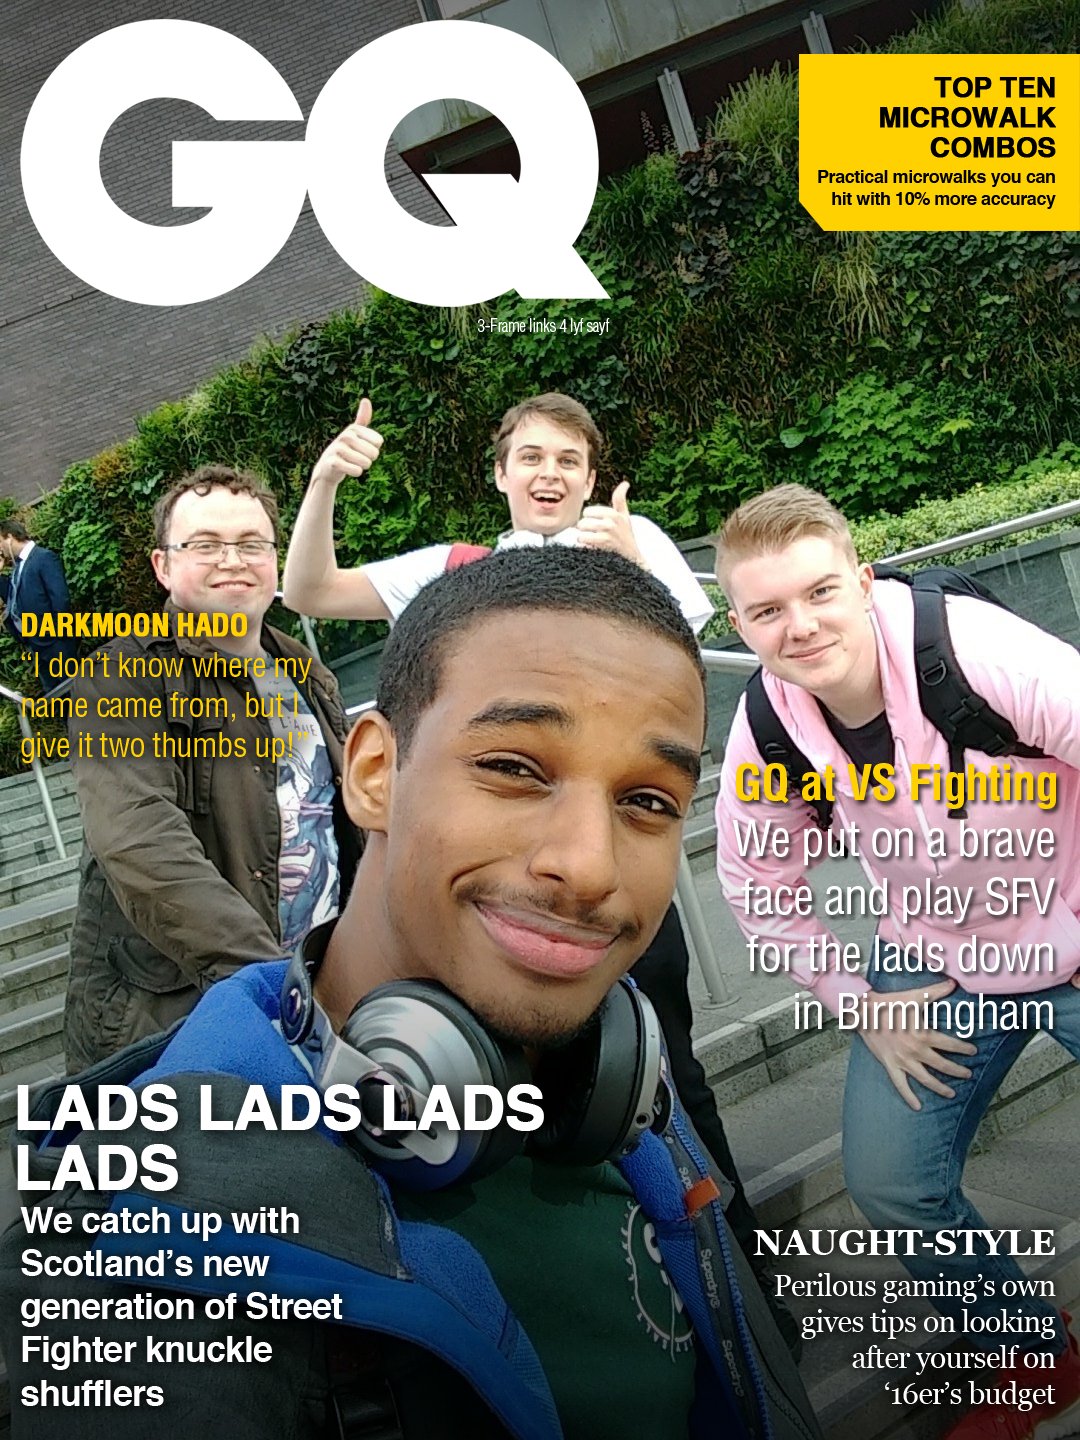 GQ
TOP TEN
MICROWALK
COMBOS
Practical microwalks you can
hit with 10% more accuracy
3-Frame links 4 lyf sayf
DARKMOON HADO
“I don’t know where my
name came from, but I
give it two thumbs up!”
GQ at VS Fighting
We put on a brave
face and play SFV
for the lads down
in Birmingham
LADS LADS LADS
LADS
We catch up with
Scotland’s new
generation of Street
Fighter knuckle
shufflers
NAUGHT-STYLE
Perilous gaming’s own
gives tips on looking
after yourself on
‘16er’s budget
Superdry®
Superdry®
Superdry®